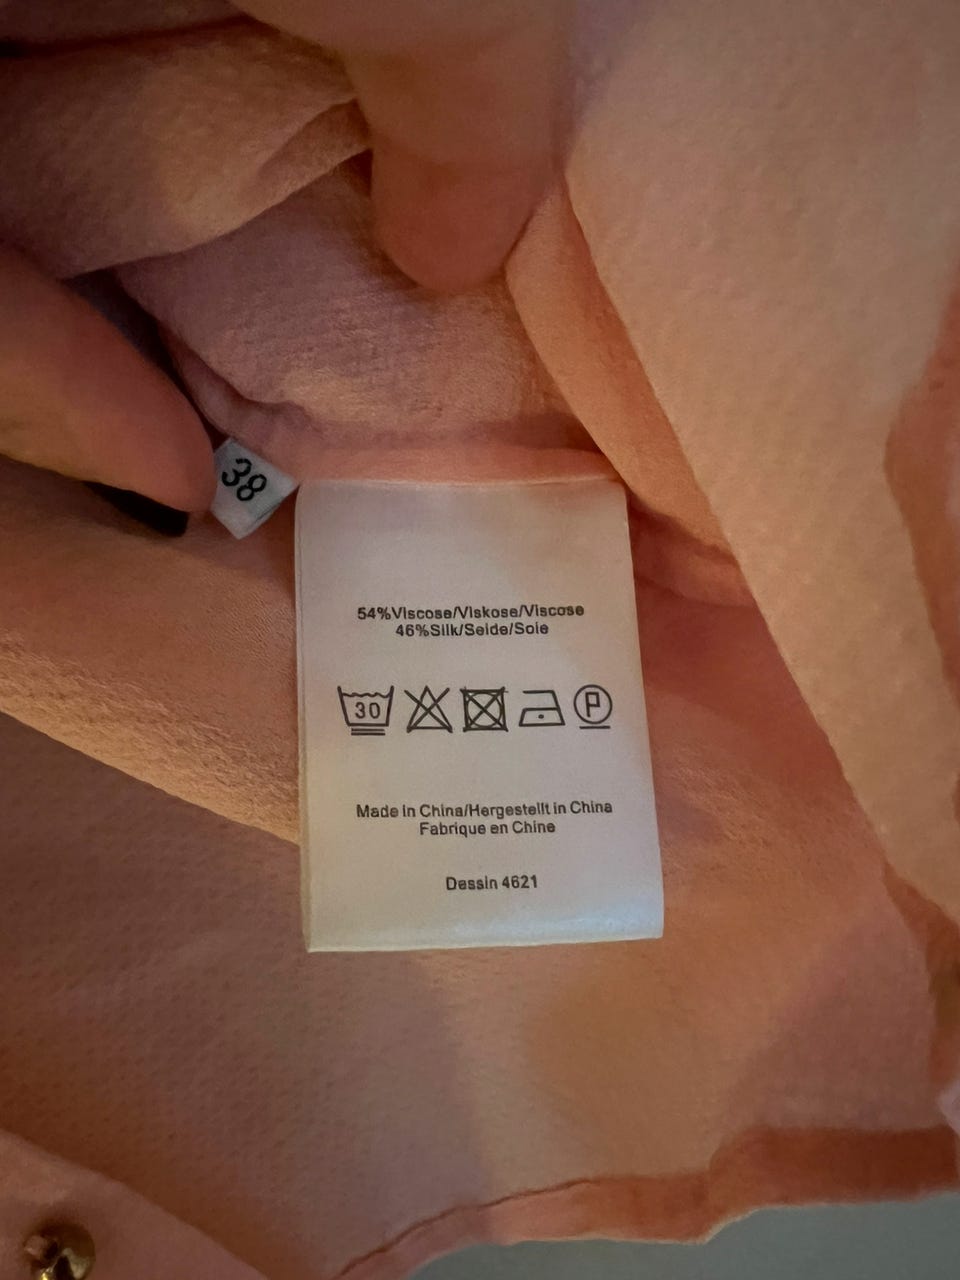 38
54%Viscose/Viskose/Viscose
46%Silk/Seide/Soie
30
P
Made in China/Hergestellt in China
Fabrique en Chine
Dessin 4621